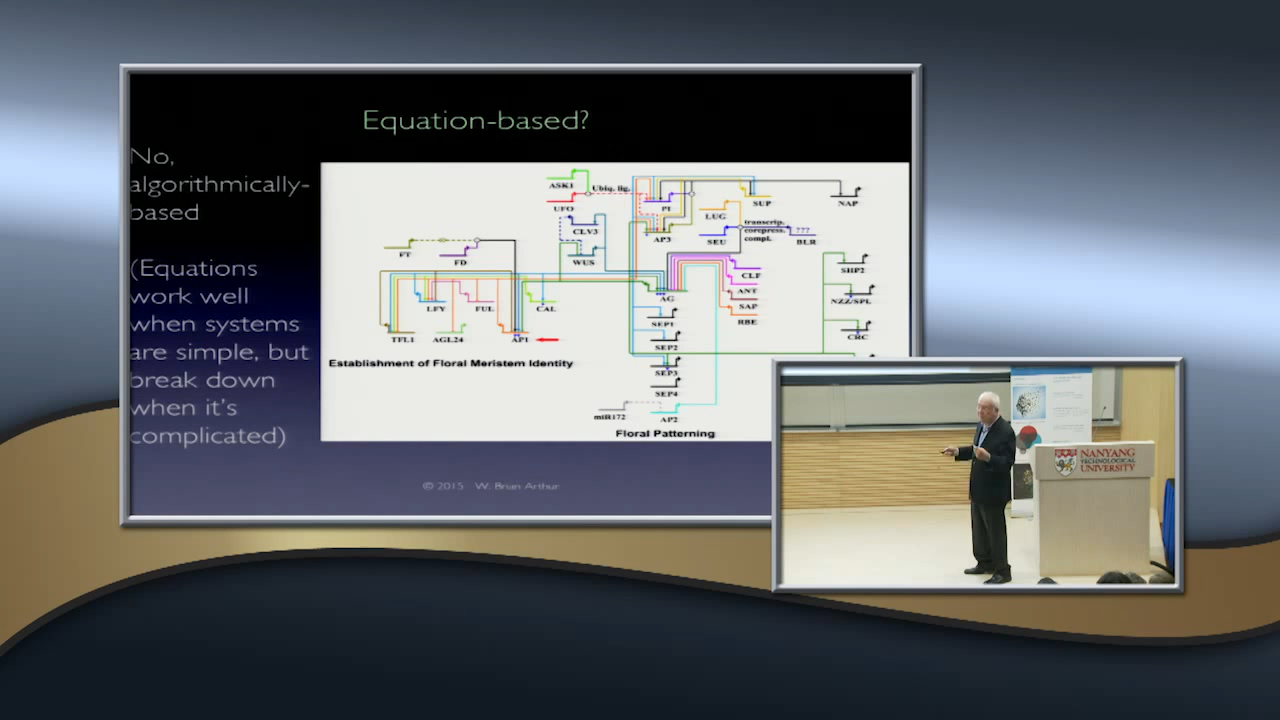 Equation-based?
No,
algorithmically-
based
(Equations
work well
when systems
are simple, but
break down
when it's
complicated)
ASK1
Ubiq. lig.
UFO
PI
SUP
NAP
LUG
CLV3
transcrip.
corepress.
compl.
???
AP3
SEU
BLR
FT
FD
WUS
CLF
SHP2
ANT
AG
NZZ/SPL
SAP
LFY
FUL
CAL
RBE
SEP1
TFL1
AGL24
AP1
SEP2
CRC
Establishment of Floral Meristem Identity
SEP3
SEP4
miR172
AP2
Floral Patterning
© 2015 W. Brian Arthur
NANYANG
TECHNOLOGICAL
UNIVERSITY